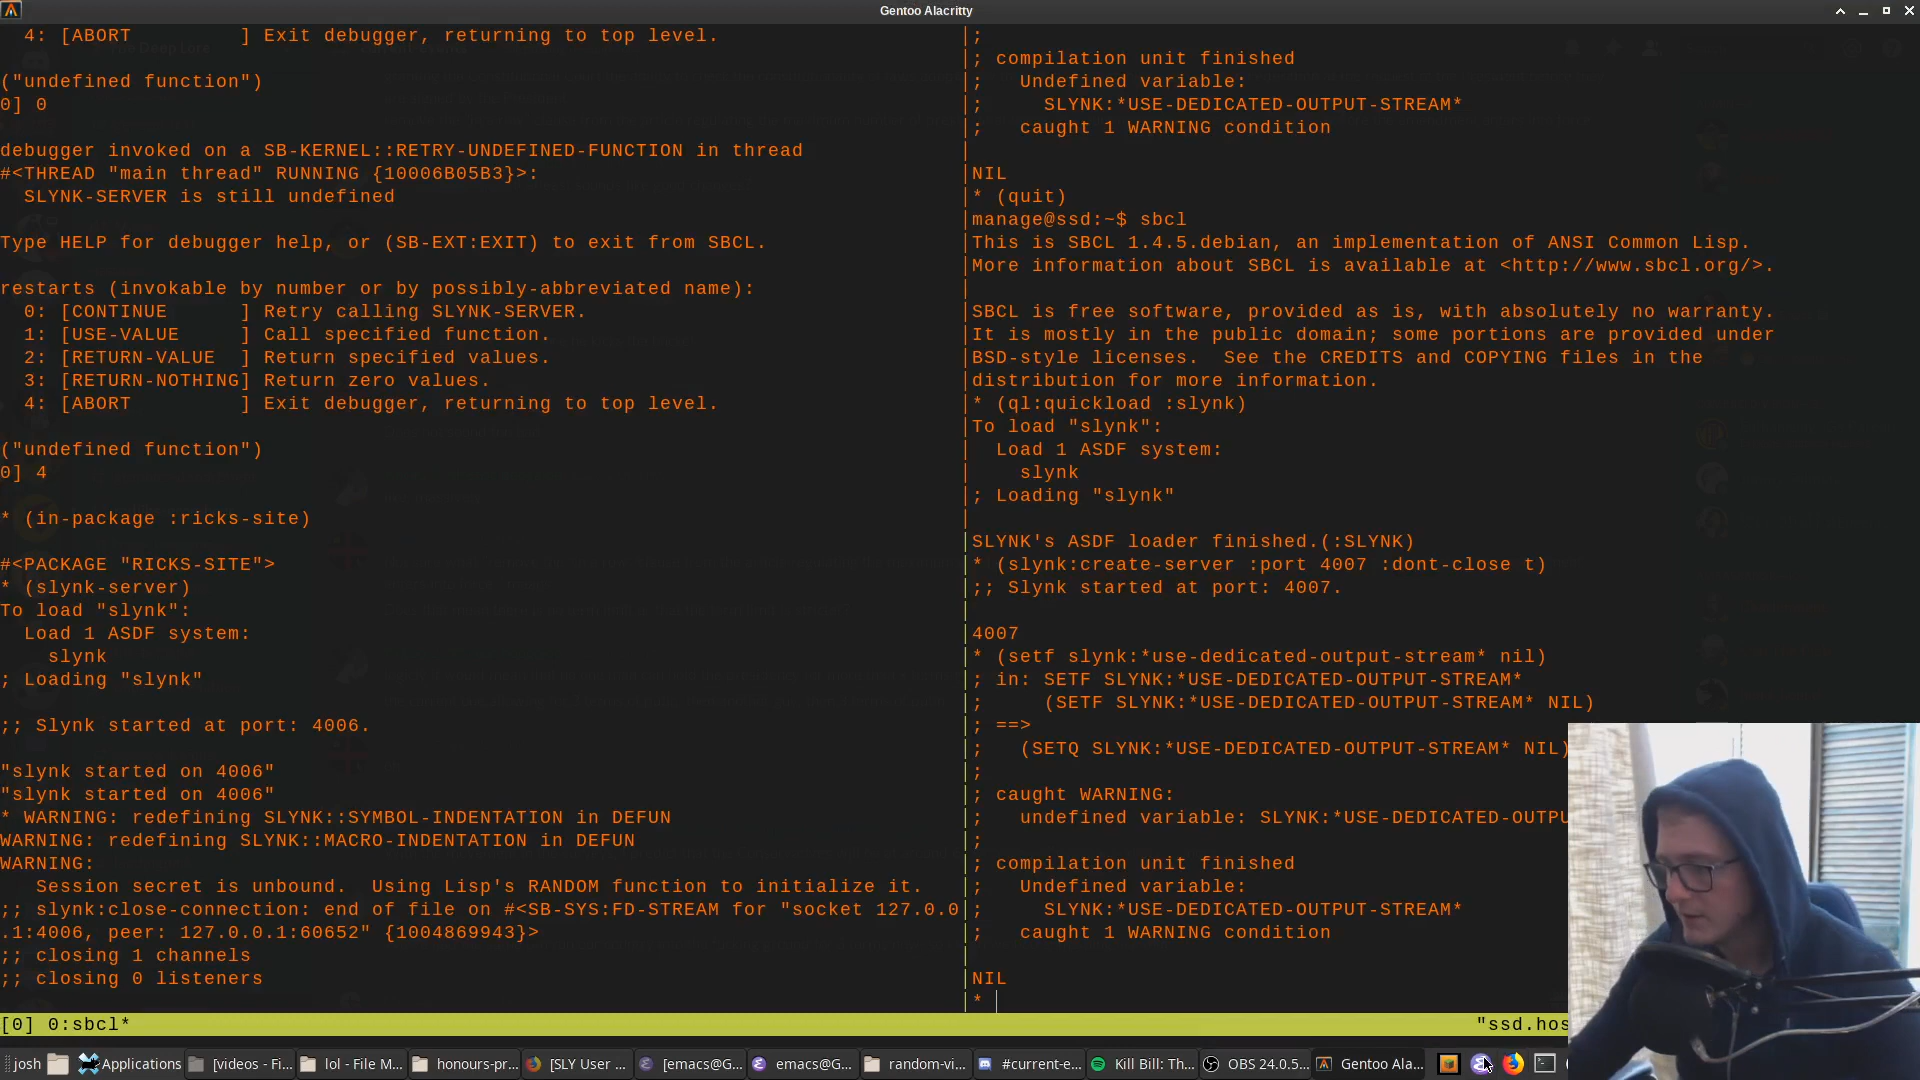 Gentoo Alacritty
4: [ABORT ] Exit debugger, returning to top level.
("undefined function")
0] 0
debugger invoked on a SB-KERNEL::RETRY-UNDEFINED-FUNCTION in thread
#<THREAD "main thread" RUNNING {10006B05B3}>:
SLYNK-SERVER is still undefined
Type HELP for debugger help, or (SB-EXT:EXIT) to exit from SBCL.
restarts (invokable by number or by possibly-abbreviated name):
0: [CONTINUE ] Retry calling SLYNK-SERVER.
1: [USE-VALUE ] Call specified function.
2: [RETURN-VALUE ] Return specified values.
3: [RETURN-NOTHING] Return zero values.
4: [ABORT ] Exit debugger, returning to top level.
("undefined function")
0] 4
* (in-package :ricks-site)
#<PACKAGE "RICKS-SITE">
* (slynk-server)
To load "slynk":
Load 1 ASDF system:
slynk
; Loading "slynk"
;; Slynk started at port: 4006.
"slynk started on 4006"
"slynk started on 4006"
* WARNING: redefining SLYNK::SYMBOL-INDENTATION in DEFUN
WARNING: redefining SLYNK::MACRO-INDENTATION in DEFUN
WARNING:
Session secret is unbound. Using Lisp's RANDOM function to initialize it.
;; slynk:close-connection: end of file on #<SB-SYS:FD-STREAM for "socket 127.0.0
.1:4006, peer: 127.0.0.1:60652" {1004869943}>
;; closing 1 channels
;; closing 0 listeners
;
; compilation unit finished
; Undefined variable:
; SLYNK:*USE-DEDICATED-OUTPUT-STREAM*
; caught 1 WARNING condition
NIL
* (quit)
manage@ssd:~$ sbcl
This is SBCL 1.4.5.debian, an implementation of ANSI Common Lisp.
More information about SBCL is available at <http://www.sbcl.org/>.
SBCL is free software, provided as is, with absolutely no warranty.
It is mostly in the public domain; some portions are provided under
BSD-style licenses. See the CREDITS and COPYING files in the
distribution for more information.
* (ql:quickload :slynk)
To load "slynk":
Load 1 ASDF system:
slynk
; Loading "slynk"
SLYNK's ASDF loader finished.(:SLYNK)
* (slynk:create-server :port 4007 :dont-close t)
;; Slynk started at port: 4007.
4007
* (setf slynk:*use-dedicated-output-stream* nil)
; in: SETF SLYNK:*USE-DEDICATED-OUTPUT-STREAM*
; (SETF SLYNK:*USE-DEDICATED-OUTPUT-STREAM* NIL)
; ==>
; (SETQ SLYNK:*USE-DEDICATED-OUTPUT-STREAM* NIL)
;
; caught WARNING:
; undefined variable: SLYNK:*USE-DEDICATED-OUTPU
;
; compilation unit finished
; Undefined variable:
; SLYNK:*USE-DEDICATED-OUTPUT-STREAM*
; caught 1 WARNING condition
NIL
*
[0] 0:sbcl* "ssd.hos
josh Applications [videos - Fi... lol - File M... honours-pr... [SLY User ... [emacs@G... emacs@G... random-vi... #current-e... Kill Bill: Th... OBS 24.0.5... Gentoo Ala...